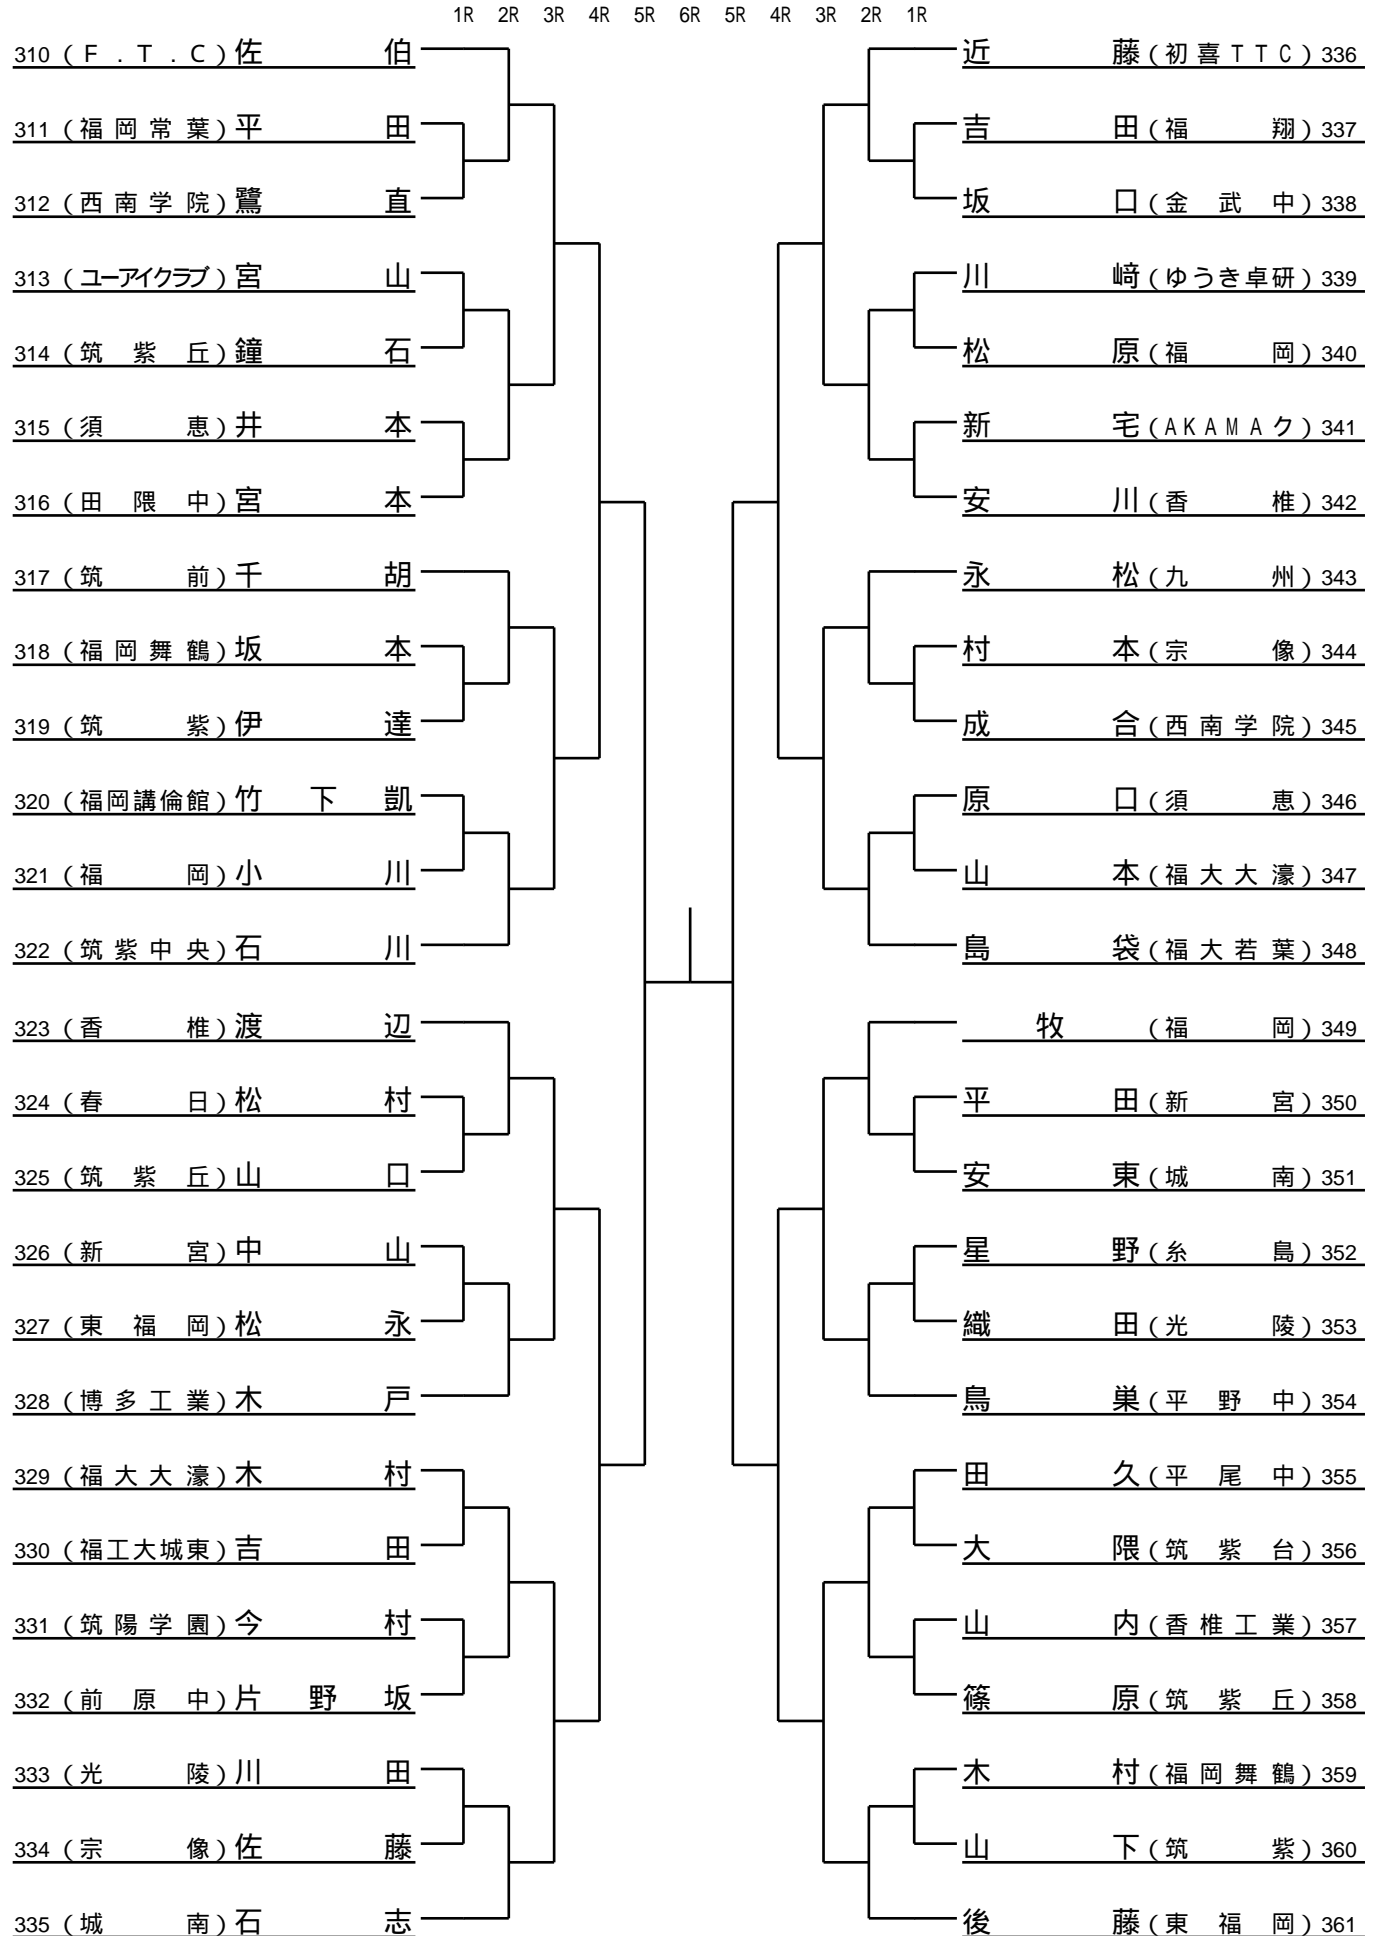 1R 2R 3R 4R 5R 6R 5R 4R 3R 2R 1R
310 (F.T.C) 佐伯
311 (福岡常葉) 平田
312 (西南学院) 鷺直
313 (ユーアイクラブ) 宮山
314 (筑紫丘) 鐘石
315 (須恵) 井本
316 (田隈中) 宮本
317 (筑前) 千胡
318 (福岡舞鶴) 坂本
319 (筑紫) 伊達
320 (福岡講倫館) 竹下凱
321 (福岡) 小川
322 (筑紫中央) 石川
323 (香椎) 渡辺
324 (春日) 松村
325 (筑紫丘) 山口
326 (新宮) 中山
327 (東福岡) 松永
328 (博多工業) 木戸
329 (福大大濠) 木村
330 (福工大城東) 吉田
331 (筑陽学園) 今村
332 (前原中) 片野坂
333 (光陵) 川田
334 (宗像) 佐藤
335 (城南) 石志
近藤 (初喜TTC) 336
吉田 (福翔) 337
坂口 (金武中) 338
川﨑 (ゆうき卓研) 339
松原 (福岡) 340
新宅 (AKAMAク) 341
安川 (香椎) 342
永松 (九州) 343
村本 (宗像) 344
成合 (西南学院) 345
原口 (須恵) 346
山本 (福大大濠) 347
島袋 (福大若葉) 348
牧 (福岡) 349
平田 (新宮) 350
安東 (城南) 351
星野 (糸島) 352
織田 (光陵) 353
鳥巣 (平野中) 354
田久 (平尾中) 355
大隈 (筑紫台) 356
山内 (香椎工業) 357
篠原 (筑紫丘) 358
木村 (福岡舞鶴) 359
山下 (筑紫) 360
後藤 (東福岡) 361